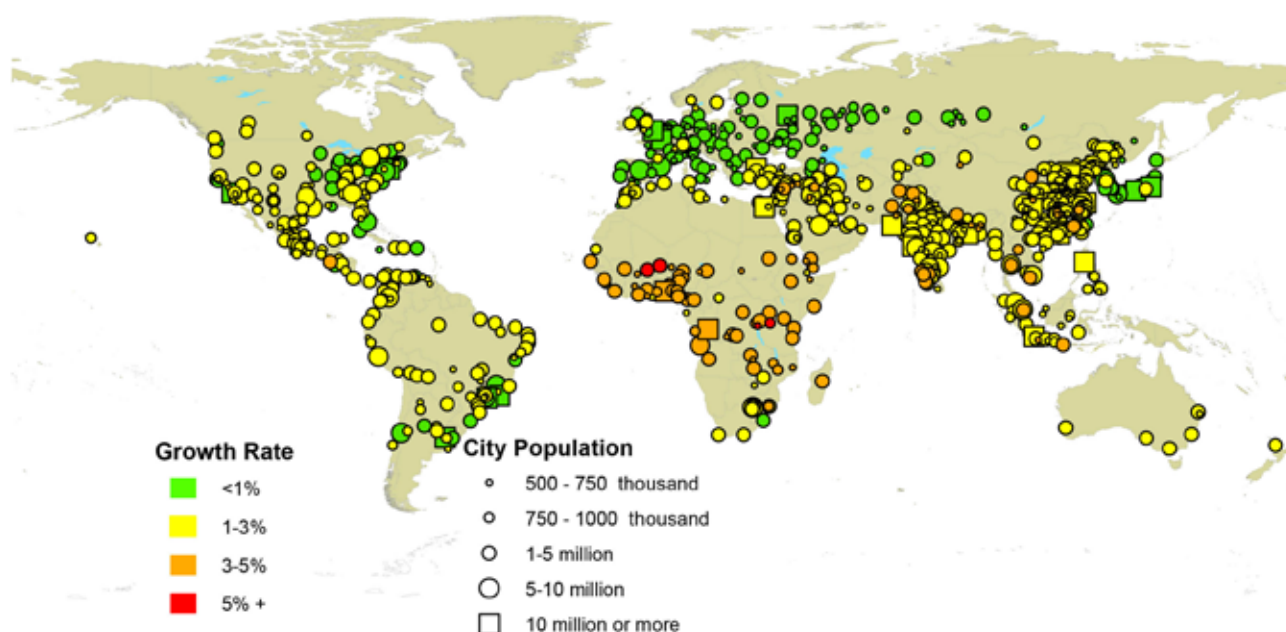 Growth Rate
<1%
1-3%
3-5%
5% +
City Population
500 - 750 thousand
750 - 1000 thousand
1-5 million
5-10 million
10 million or more